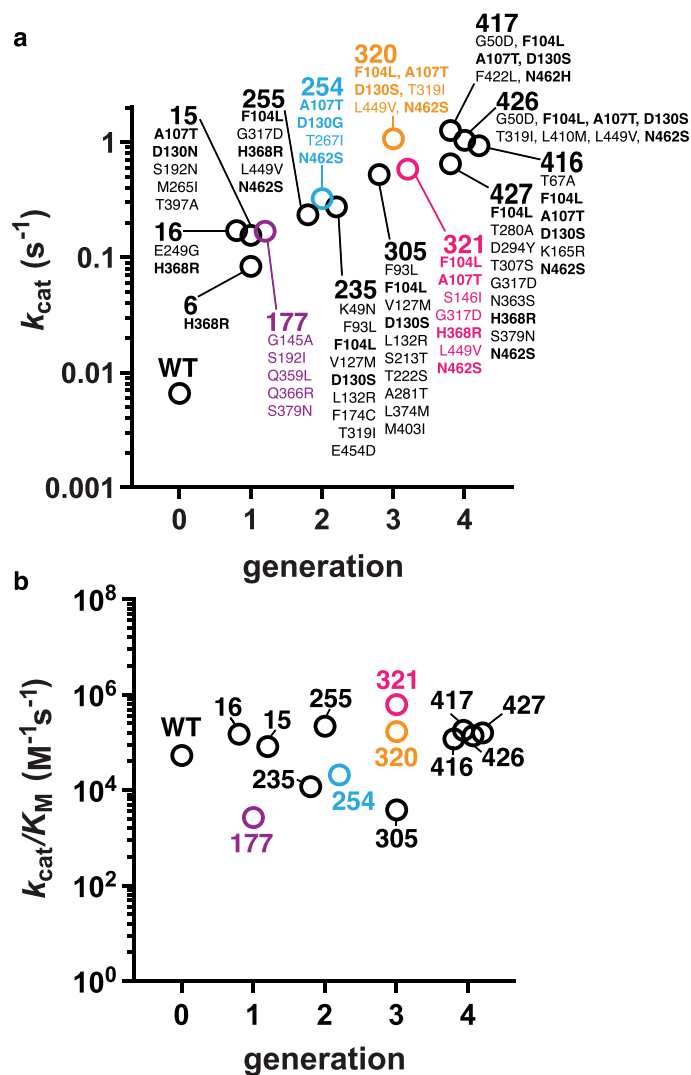 a
417
G50D, F104L
A107T, D130S
F422L, N462H
320
F104L, A107T
D130S, T319I
L449V, N462S
254
A107T
D130G
T267I
N462S
255
F104L
G317D
H368R
L449V
N462S
15
A107T
D130N
S192N
M265I
T397A
426
G50D, F104L, A107T, D130S
T319I, L410M, L449V, N462S
416
T67A
F104L
A107T
D130S
K165R
N462S
427
F104L
T280A
D294Y
T307S
G317D
N363S
H368R
S379N
N462S
16
E249G
H368R
6
H368R
177
G145A
S192I
Q359L
Q366R
S379N
235
K49N
F93L
F104L
V127M
D130S
L132R
F174C
T319I
E454D
305
F93L
F104L
V127M
D130S
L132R
S213T
T222S
A281T
L374M
M403I
321
F104L
A107T
S146I
G317D
H368R
L449V
N462S
WT
kcat (s⁻¹)
1
0.1
0.01
0.001
0 1 2 3 4
generation
b
kcat/KM (M⁻¹s⁻¹)
10⁸
10⁶
10⁴
10²
10⁰
WT
16
15
177
255
235
254
321
320
305
417
427
416
426
0 1 2 3 4
generation